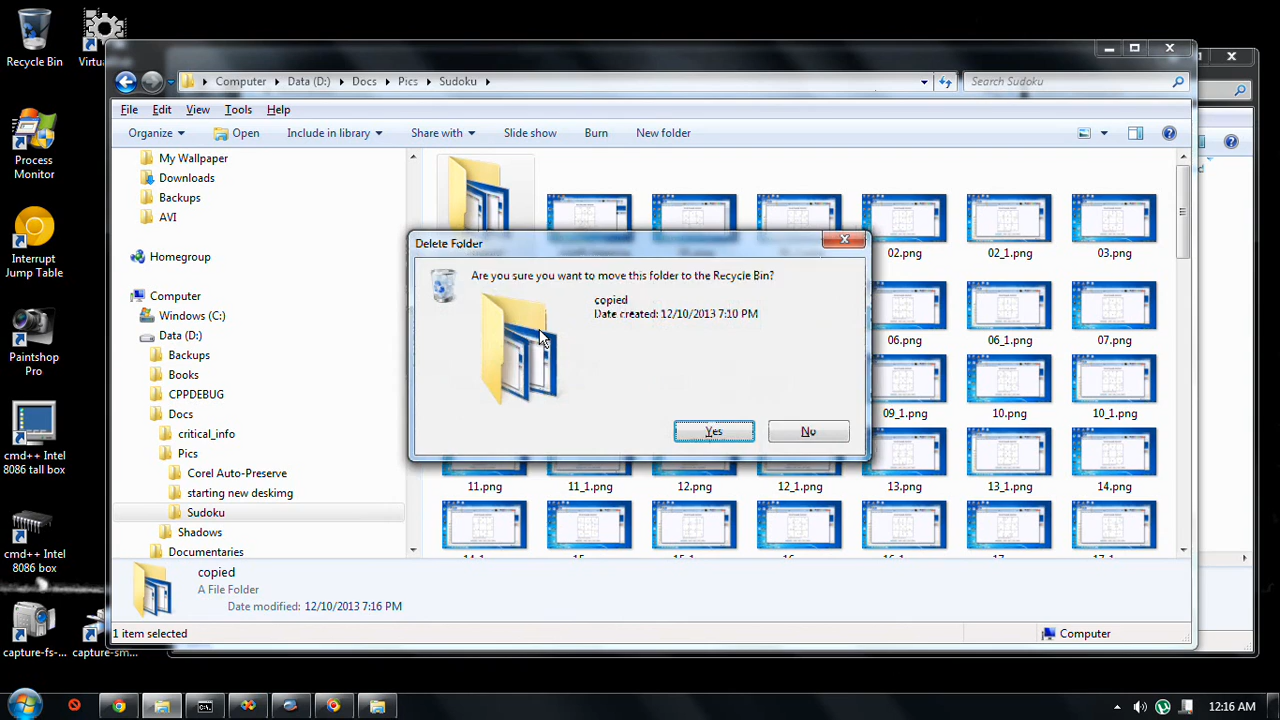 Recycle Bin
Process Monitor
Interrupt Jump Table
Paintshop Pro
cmd++ Intel 8086 tall box
cmd++ Intel 8086 box
capture-fs-...
capture-sm...
Computer
Data (D:)
Docs
Pics
Sudoku
Search Sudoku
File
Edit
View
Tools
Help
Organize
Open
Include in library
Share with
Slide show
Burn
New folder
My Wallpaper
Downloads
Backups
AVI
Homegroup
Computer
Windows (C:)
Data (D:)
Backups
Books
CPPDEBUG
Docs
critical_info
Pics
Corel Auto-Preserve
starting new deskimg
Sudoku
Shadows
Documentaries
02.png
02_1.png
03.png
Delete Folder
Are you sure you want to move this folder to the Recycle Bin?
copied
Date created: 12/10/2013 7:10 PM
Yes
No
06.png
06_1.png
07.png
09_1.png
10.png
10_1.png
11.png
11_1.png
12.png
12_1.png
13.png
13_1.png
14.png
copied
A File Folder
Date modified: 12/10/2013 7:16 PM
1 item selected
Computer
12:16 AM